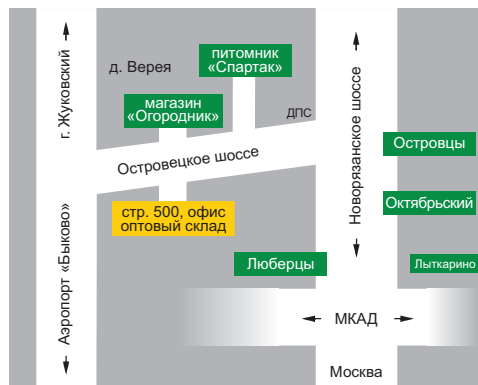 г. Жуковский
д. Верея
питомник
«Спартак»
магазин
«Огородник»
ДПС
Островецкое шоссе
Новорязанское шоссе
Островцы
Октябрьский
стр. 500, офис
оптовый склад
Люберцы
Лыткарино
Аэропорт «Быково»
МКАД
Москва